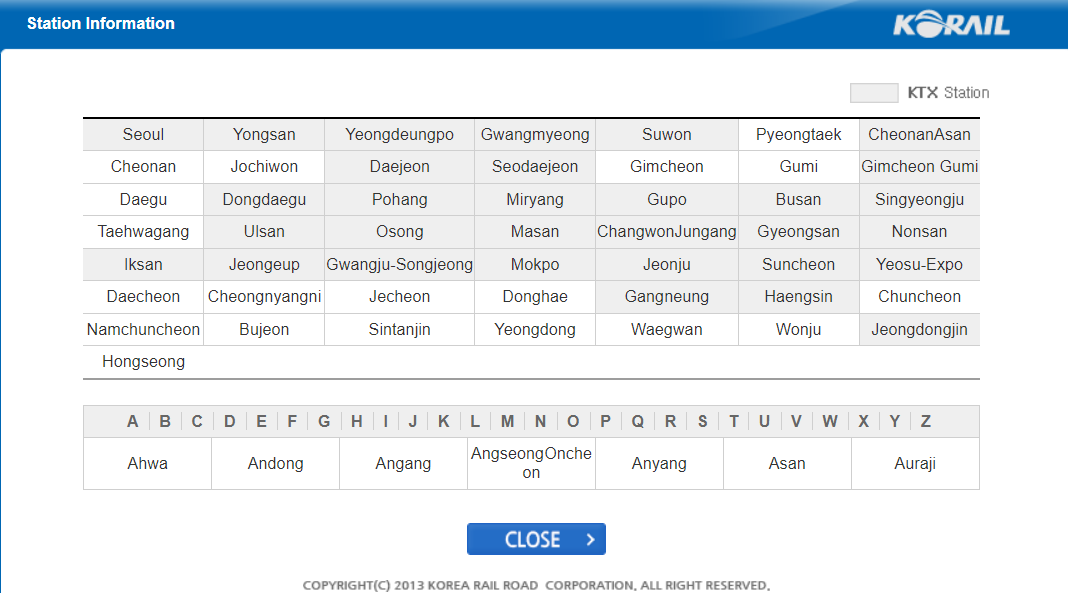 Station Information
KORAIL
KTX Station
Seoul Yongsan Yeongdeungpo Gwangmyeong Suwon Pyeongtaek CheonanAsan
Cheonan Jochiwon Daejeon Seodaejeon Gimcheon Gumi Gimcheon Gumi
Daegu Dongdaegu Pohang Miryang Gupo Busan Singyeongju
Taehwagang Ulsan Osong Masan ChangwonJungang Gyeongsan Nonsan
Iksan Jeongeup Gwangju-Songjeong Mokpo Jeonju Suncheon Yeosu-Expo
Daecheon Cheongnyangni Jecheon Donghae Gangneung Haengsin Chuncheon
Namchuncheon Bujeon Sintanjin Yeongdong Waegwan Wonju Jeongdongjin
Hongseong
A B C D E F G H I J K L M N O P Q R S T U V W X Y Z
Ahwa Andong Angang AngseongOncheon Anyang Asan Auraji
CLOSE >
COPYRIGHT(C) 2013 KOREA RAIL ROAD CORPORATION, ALL RIGHT RESERVED.